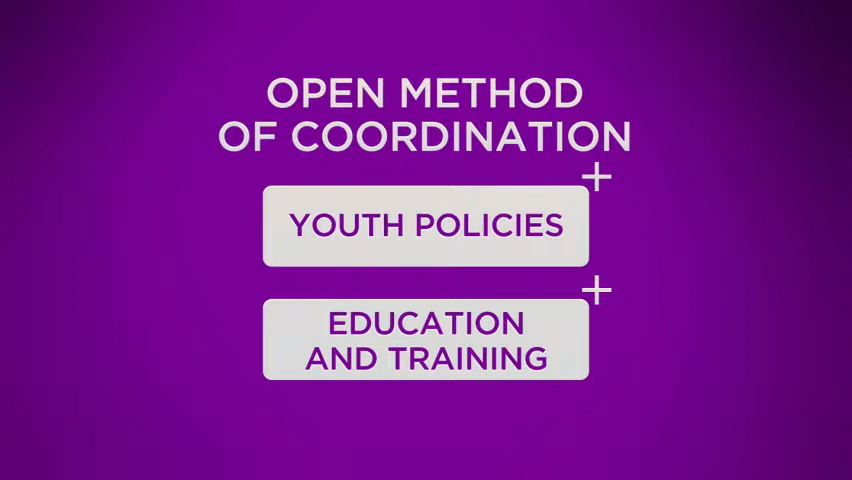 OPEN METHOD
OF COORDINATION
+
YOUTH POLICIES
+
EDUCATION
AND TRAINING